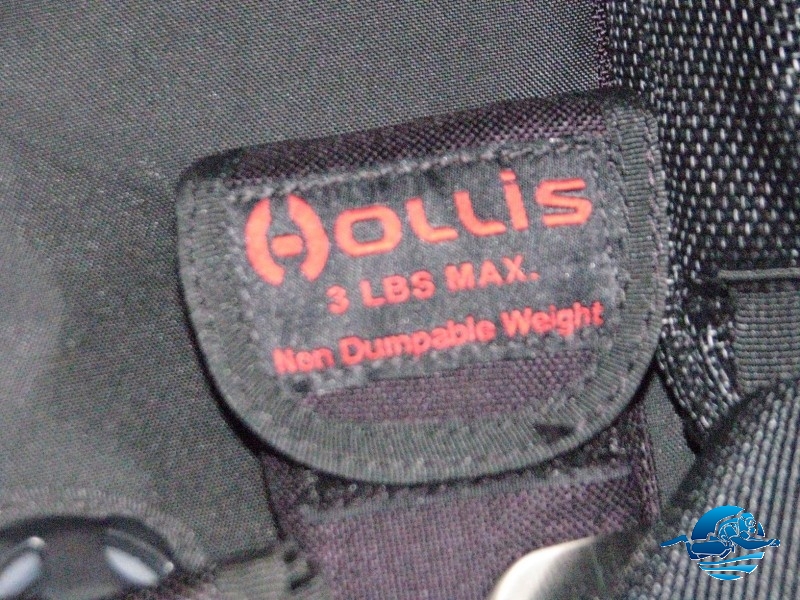 HOLLIS
3 LBS MAX.
Non Dumpable Weight